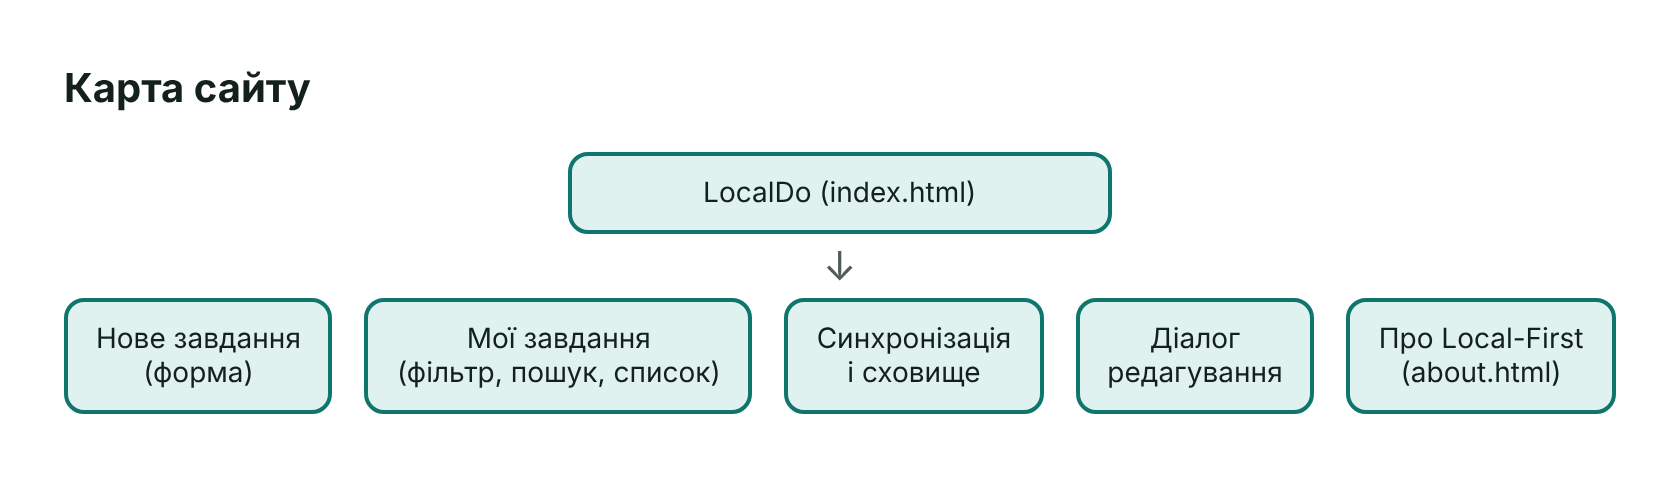 Карта сайту
LocalDo (index.html)
↓
Нове завдання
(форма)
Мої завдання
(фільтр, пошук, список)
Синхронізація
і сховище
Діалог
редагування
Про Local-First
(about.html)